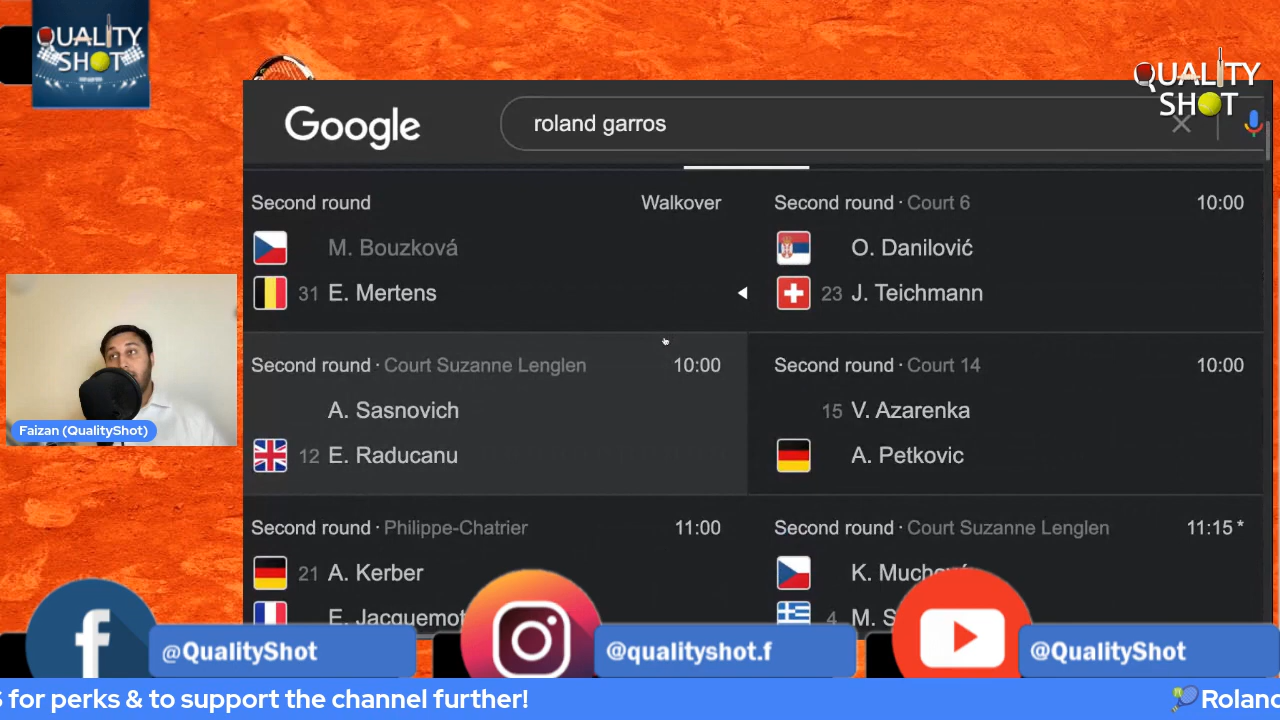 QUALITY
SHOT
QUALITY
SHOT
Google
roland garros
Second round
Walkover
M. Bouzková
31 E. Mertens
Second round · Court 6
10:00
O. Danilović
23 J. Teichmann
Second round · Court Suzanne Lenglen
10:00
A. Sasnovich
12 E. Raducanu
Second round · Court 14
10:00
15 V. Azarenka
A. Petkovic
Faizan (QualityShot)
Second round · Philippe-Chatrier
11:00
21 A. Kerber
E. Jacquemot
Second round · Court Suzanne Lenglen
11:15 *
K.
4 M.
@QualityShot
@qualityshot.f
@QualityShot
for perks & to support the channel further!
Rolan